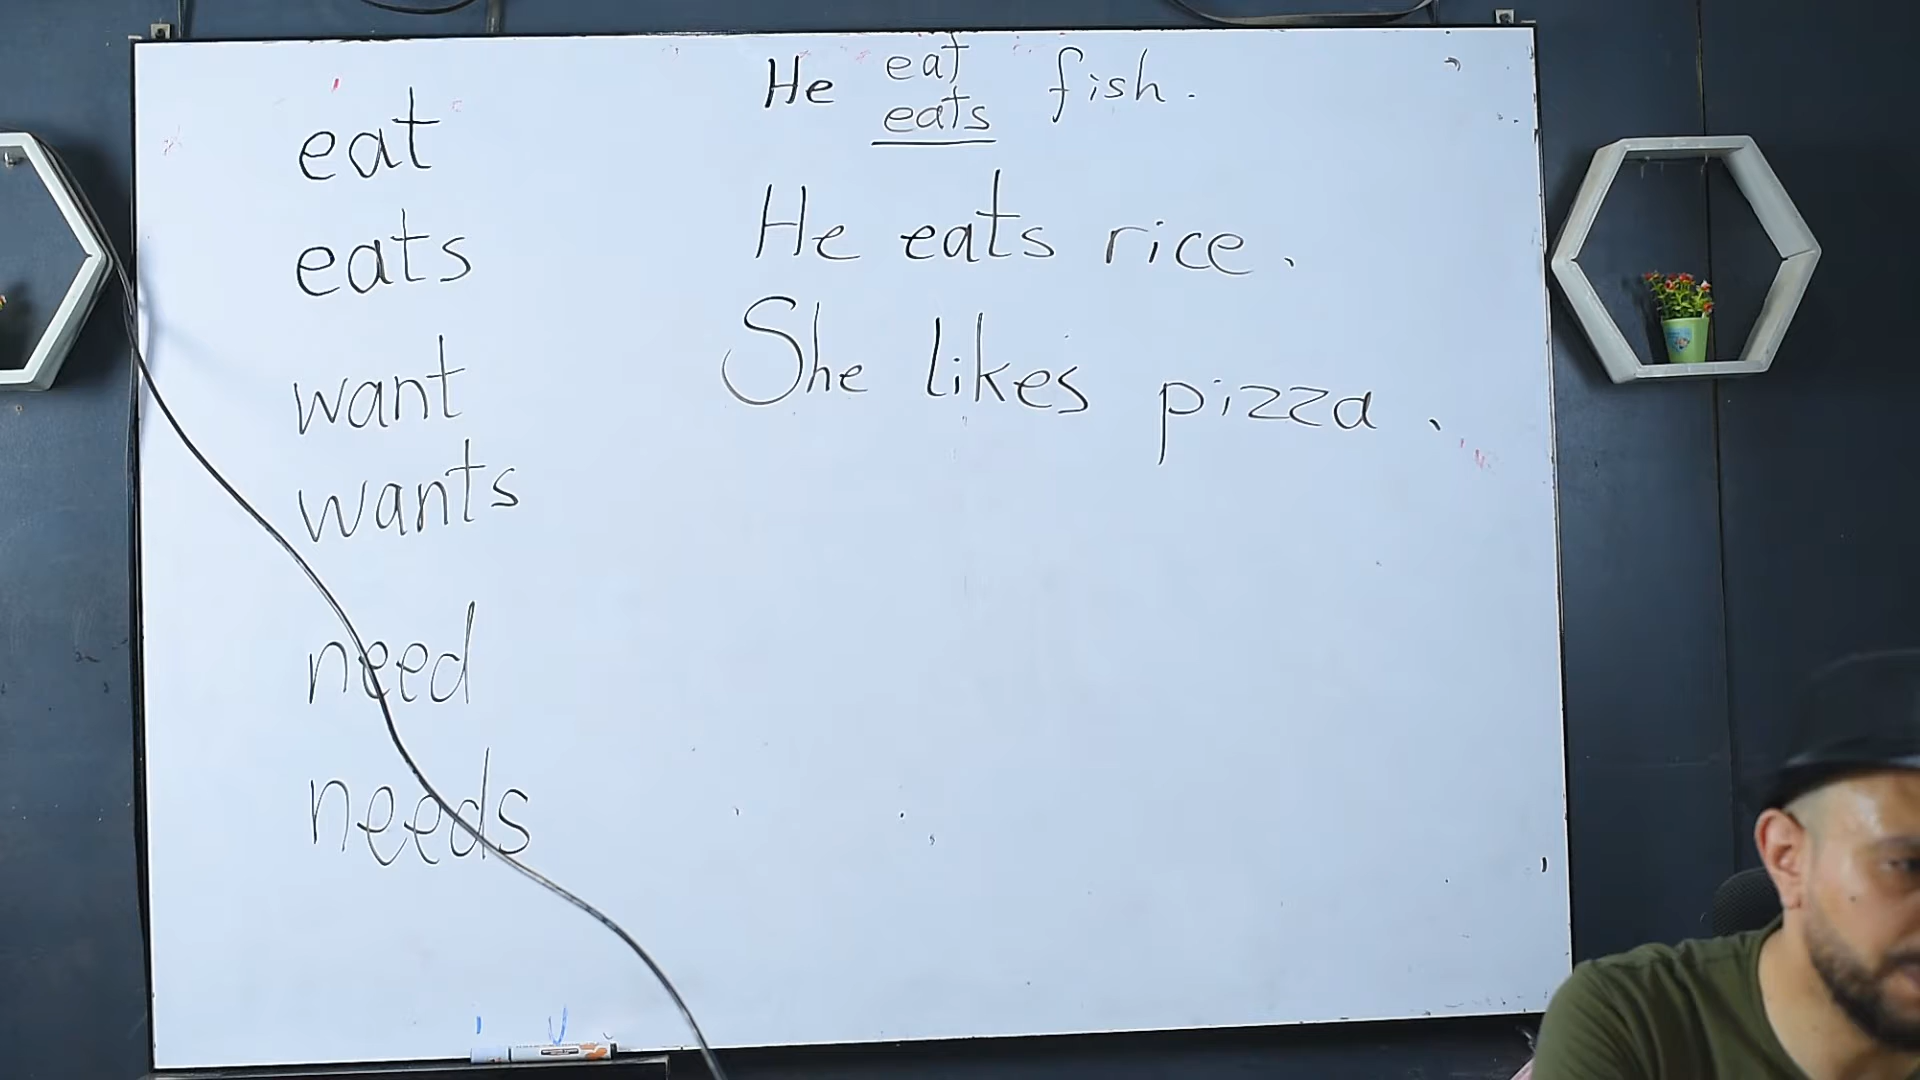 eat
eats
want
wants
need
needs
He eat fish.
eats
He eats rice.
She likes pizza.